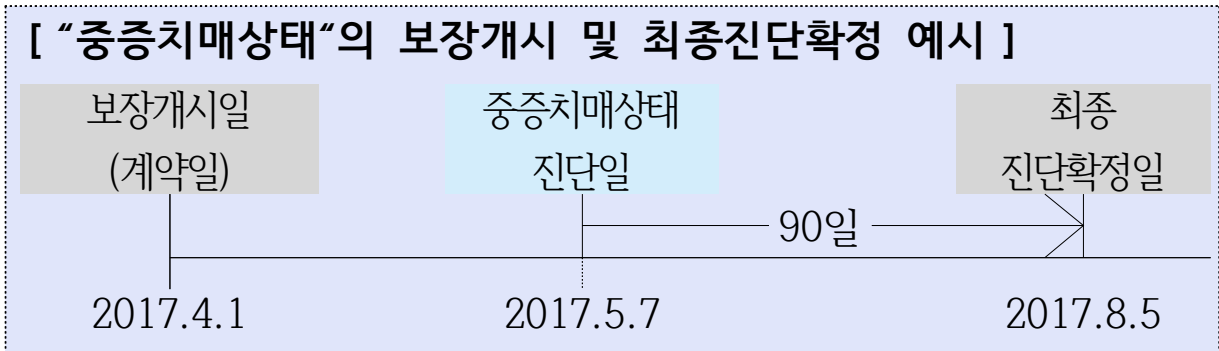 [ “중증치매상태“의 보장개시 및 최종진단확정 예시 ]
보장개시일
(계약일)
중증치매상태
진단일
최종
진단확정일
90일
2017.4.1
2017.5.7
2017.8.5